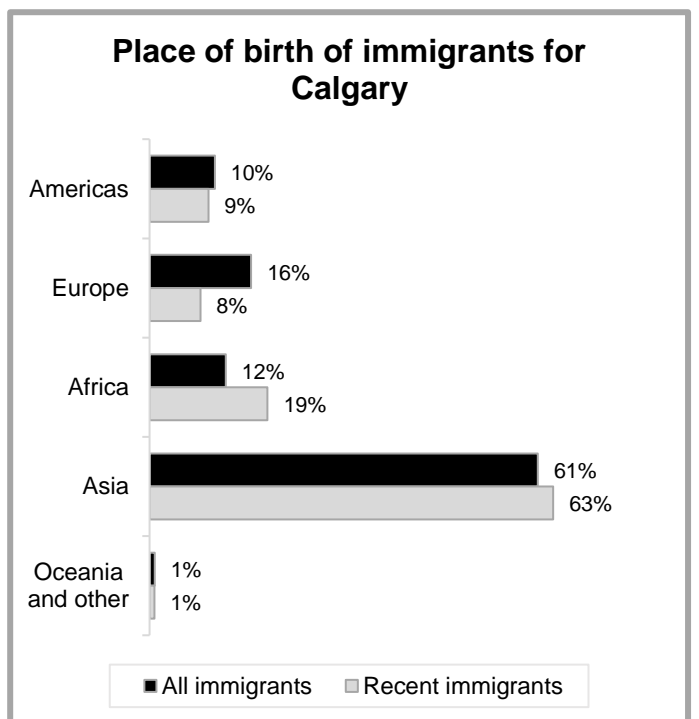 Place of birth of immigrants for
Calgary
Americas
10%
9%
Europe
16%
8%
Africa
12%
19%
Asia
61%
63%
Oceania
and other
1%
1%
All immigrants
Recent immigrants